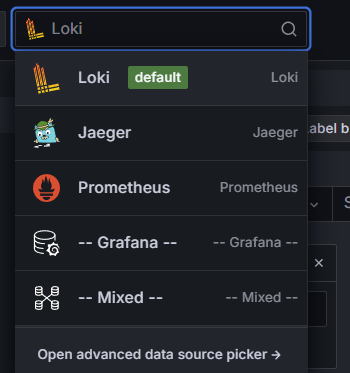 Loki
Loki default Loki
Jaeger Jaeger
Prometheus Prometheus
-- Grafana -- -- Grafana --
-- Mixed -- -- Mixed --
Open advanced data source picker →